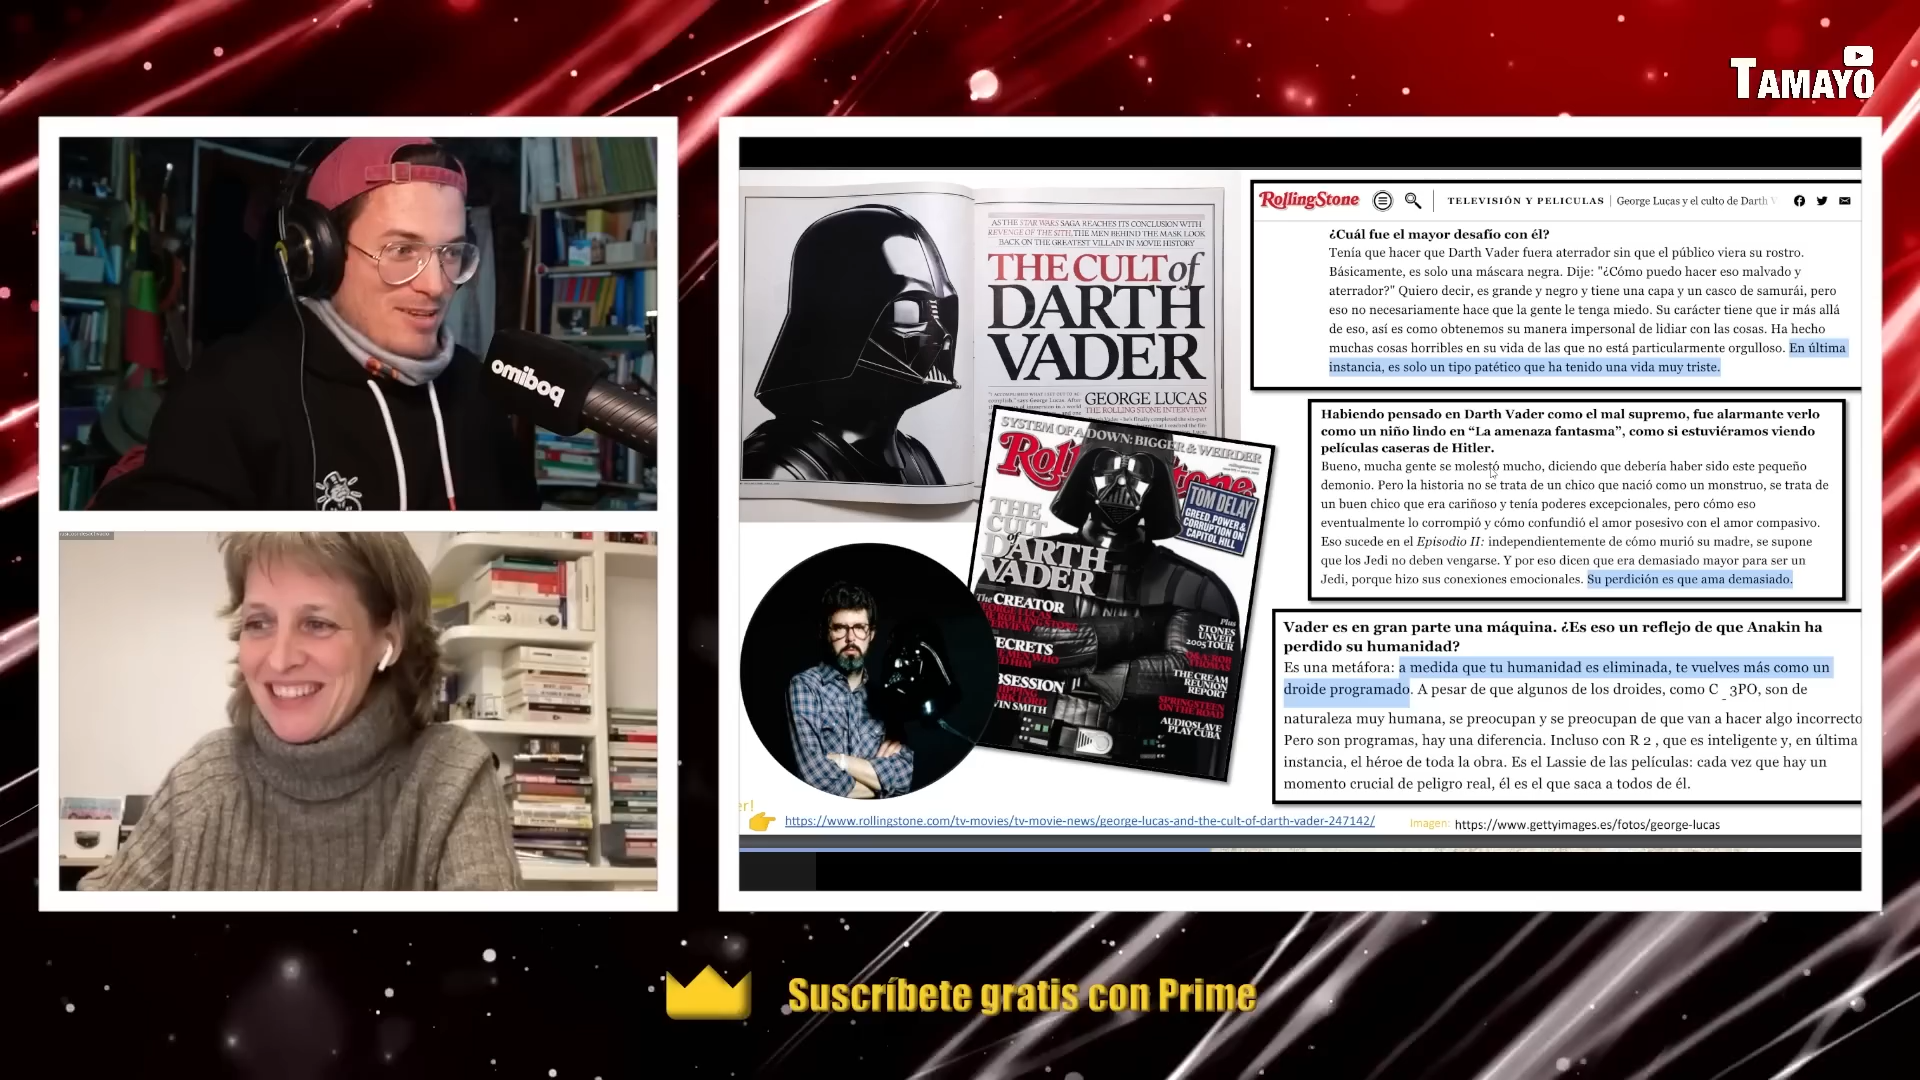 TAMAYO
omiboq
AS THE STAR WARS SAGA REACHES ITS CONCLUSION WITH
REVENGE OF THE SITH, THE MEN BEHIND THE MASK LOOK
BACK ON THE GREATEST VILLAIN IN MOVIE HISTORY
THE CULT of
DARTH
VADER
GEORGE LUCAS
THE ROLLING STONE INTERVIEW
SYSTEM OF A DOWN: BIGGER & WEIRDER
Rolling Stone
TOM DELAY
GREED, POWER &
CORRUPTION ON
CAPITOL HILL
THE
CULT
of
DARTH
VADER
The CREATOR
GEORGE LUCAS
SECRETS
OBSESSION
KEVIN SMITH
Plus
STONES
UNVEIL
2005 TOUR
Q&A: ROB
THOMAS
THE CREAM
REUNION
REPORT
SPRINGSTEEN
ON THE ROAD
AUDIOSLAVE
PLAY CUBA
er!
https://www.rollingstone.com/tv-movies/tv-movie-news/george-lucas-and-the-cult-of-darth-vader-247142/
Imagen: https://www.gettyimages.es/fotos/george-lucas
RollingStone TELEVISIÓN Y PELICULAS | George Lucas y el culto de Darth V
¿Cuál fue el mayor desafío con él?
Tenía que hacer que Darth Vader fuera aterrador sin que el público viera su rostro.
Básicamente, es solo una máscara negra. Dije: "¿Cómo puedo hacer eso malvado y
aterrador?" Quiero decir, es grande y negro y tiene una capa y un casco de samurái, pero
eso no necesariamente hace que la gente le tenga miedo. Su carácter tiene que ir más allá
de eso, así es como obtenemos su manera impersonal de lidiar con las cosas. Ha hecho
muchas cosas horribles en su vida de las que no está particularmente orgulloso. En última
instancia, es solo un tipo patético que ha tenido una vida muy triste.
Habiendo pensado en Darth Vader como el mal supremo, fue alarmante verlo
como un niño lindo en “La amenaza fantasma”, como si estuviéramos viendo
películas caseras de Hitler.
Bueno, mucha gente se molestó mucho, diciendo que debería haber sido este pequeño
demonio. Pero la historia no se trata de un chico que nació como un monstruo, se trata de
un buen chico que era cariñoso y tenía poderes excepcionales, pero cómo eso
eventualmente lo corrompió y cómo confundió el amor posesivo con el amor compasivo.
Eso sucede en el Episodio II: independientemente de cómo murió su madre, se supone
que los Jedi no deben vengarse. Y por eso dicen que era demasiado mayor para ser un
Jedi, porque hizo sus conexiones emocionales. Su perdición es que ama demasiado.
Vader es en gran parte una máquina. ¿Es eso un reflejo de que Anakin ha
perdido su humanidad?
Es una metáfora: a medida que tu humanidad es eliminada, te vuelves más como un
droide programado. A pesar de que algunos de los droides, como C - 3PO, son de
naturaleza muy humana, se preocupan y se preocupan de que van a hacer algo incorrecto
Pero son programas, hay una diferencia. Incluso con R 2 , que es inteligente y, en última
instancia, el héroe de toda la obra. Es el Lassie de las películas: cada vez que hay un
momento crucial de peligro real, él es el que saca a todos de él.
Suscríbete gratis con Prime